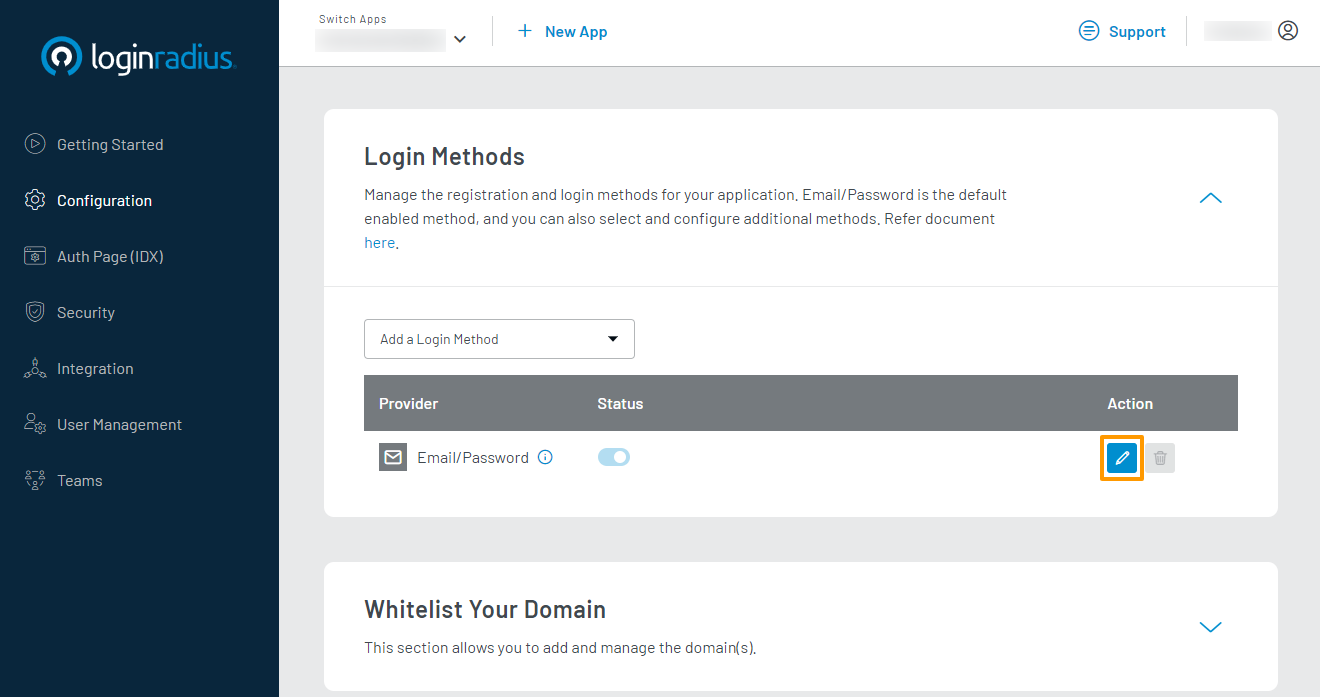 loginradius
Getting Started
Configuration
Auth Page (IDX)
Security
Integration
User Management
Teams
Switch Apps
New App
Support
Login Methods
Manage the registration and login methods for your application. Email/Password is the default
enabled method, and you can also select and configure additional methods. Refer document
here.
Add a Login Method
Provider Status Action
Email/Password
Whitelist Your Domain
This section allows you to add and manage the domain(s).